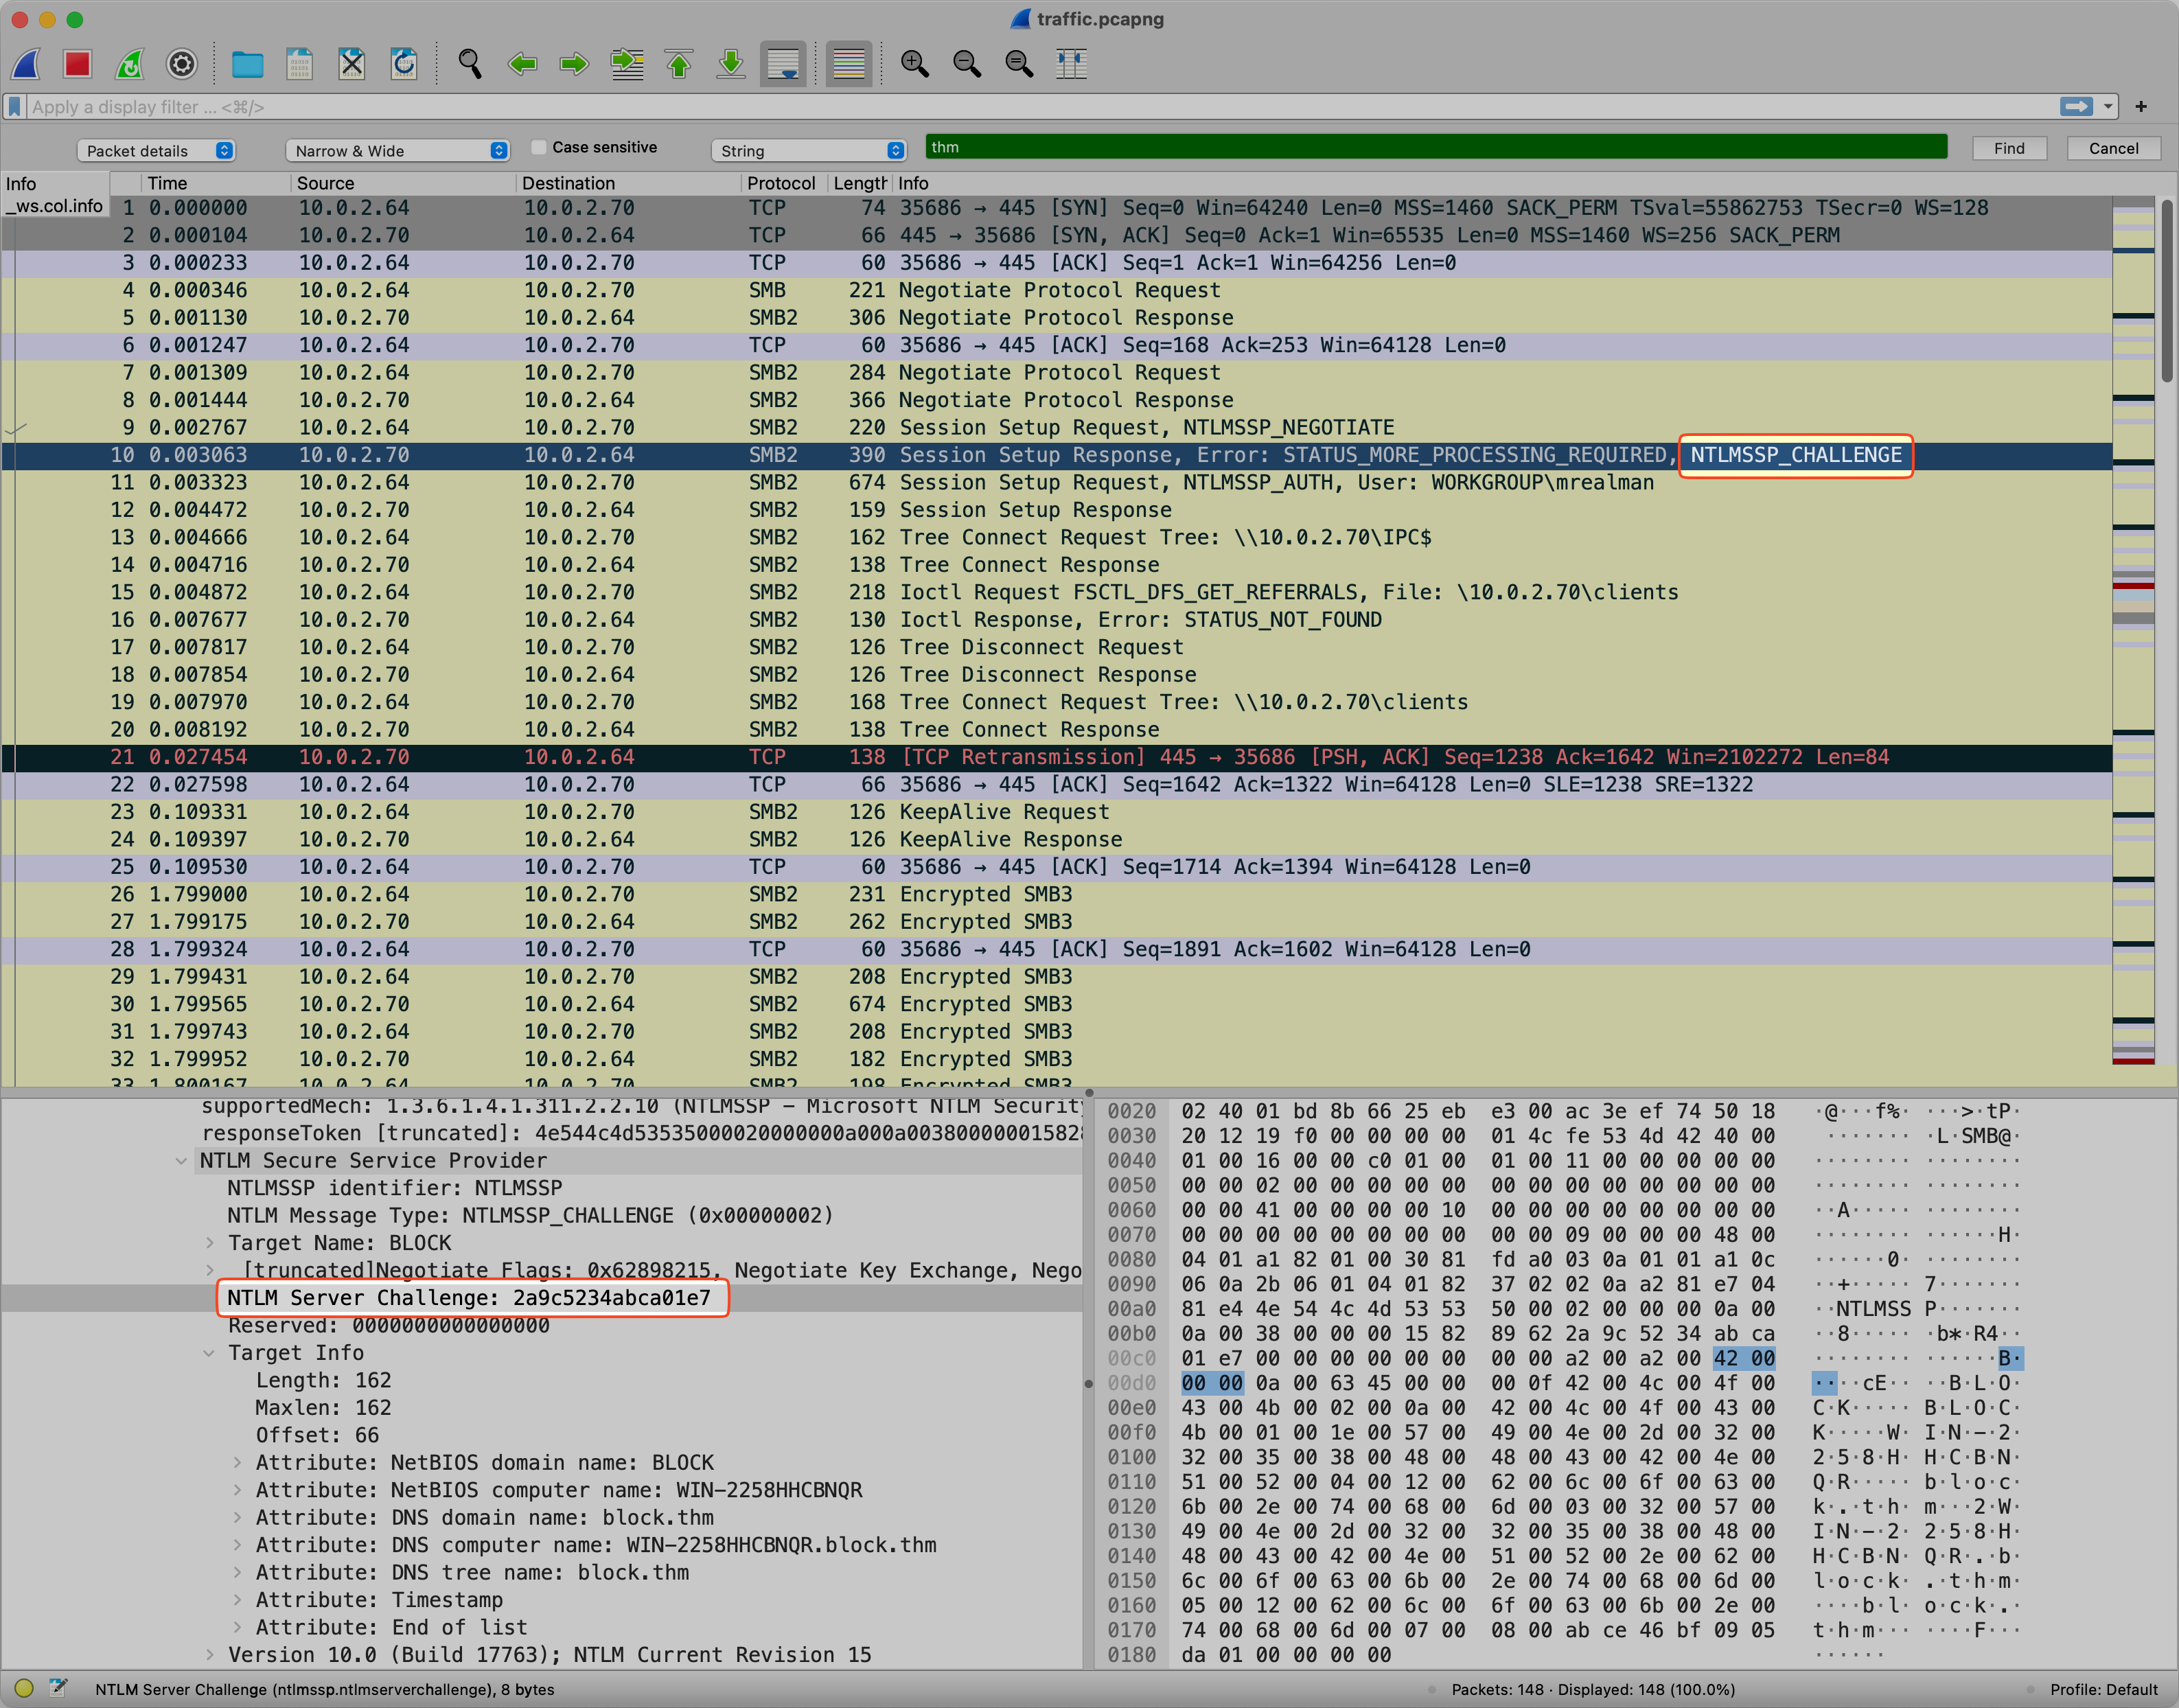 traffic.pcapng
Apply a display filter ... <⌘/>
+
Packet details Narrow & Wide Case sensitive String thm Find Cancel
Info Time Source Destination Protocol Length Info
_ws.col.info
1 0.000000 10.0.2.64 10.0.2.70 TCP 74 35686 → 445 [SYN] Seq=0 Win=64240 Len=0 MSS=1460 SACK_PERM TSval=55862753 TSecr=0 WS=128
2 0.000104 10.0.2.70 10.0.2.64 TCP 66 445 → 35686 [SYN, ACK] Seq=0 Ack=1 Win=65535 Len=0 MSS=1460 WS=256 SACK_PERM
3 0.000233 10.0.2.64 10.0.2.70 TCP 60 35686 → 445 [ACK] Seq=1 Ack=1 Win=64256 Len=0
4 0.000346 10.0.2.64 10.0.2.70 SMB 221 Negotiate Protocol Request
5 0.001130 10.0.2.70 10.0.2.64 SMB2 306 Negotiate Protocol Response
6 0.001247 10.0.2.64 10.0.2.70 TCP 60 35686 → 445 [ACK] Seq=168 Ack=253 Win=64128 Len=0
7 0.001309 10.0.2.64 10.0.2.70 SMB2 284 Negotiate Protocol Request
8 0.001444 10.0.2.70 10.0.2.64 SMB2 366 Negotiate Protocol Response
9 0.002767 10.0.2.64 10.0.2.70 SMB2 220 Session Setup Request, NTLMSSP_NEGOTIATE
10 0.003063 10.0.2.70 10.0.2.64 SMB2 390 Session Setup Response, Error: STATUS_MORE_PROCESSING_REQUIRED, NTLMSSP_CHALLENGE
11 0.003323 10.0.2.64 10.0.2.70 SMB2 674 Session Setup Request, NTLMSSP_AUTH, User: WORKGROUP\mrealman
12 0.004472 10.0.2.70 10.0.2.64 SMB2 159 Session Setup Response
13 0.004666 10.0.2.64 10.0.2.70 SMB2 162 Tree Connect Request Tree: \\10.0.2.70\IPC$
14 0.004716 10.0.2.70 10.0.2.64 SMB2 138 Tree Connect Response
15 0.004872 10.0.2.64 10.0.2.70 SMB2 218 Ioctl Request FSCTL_DFS_GET_REFERRALS, File: \10.0.2.70\clients
16 0.007677 10.0.2.70 10.0.2.64 SMB2 130 Ioctl Response, Error: STATUS_NOT_FOUND
17 0.007817 10.0.2.64 10.0.2.70 SMB2 126 Tree Disconnect Request
18 0.007854 10.0.2.70 10.0.2.64 SMB2 126 Tree Disconnect Response
19 0.007970 10.0.2.64 10.0.2.70 SMB2 168 Tree Connect Request Tree: \\10.0.2.70\clients
20 0.008192 10.0.2.70 10.0.2.64 SMB2 138 Tree Connect Response
21 0.027454 10.0.2.70 10.0.2.64 TCP 138 [TCP Retransmission] 445 → 35686 [PSH, ACK] Seq=1238 Ack=1642 Win=2102272 Len=84
22 0.027598 10.0.2.64 10.0.2.70 TCP 66 35686 → 445 [ACK] Seq=1642 Ack=1322 Win=64128 Len=0 SLE=1238 SRE=1322
23 0.109331 10.0.2.64 10.0.2.70 SMB2 126 KeepAlive Request
24 0.109397 10.0.2.70 10.0.2.64 SMB2 126 KeepAlive Response
25 0.109530 10.0.2.64 10.0.2.70 TCP 60 35686 → 445 [ACK] Seq=1714 Ack=1394 Win=64128 Len=0
26 1.799000 10.0.2.64 10.0.2.70 SMB2 231 Encrypted SMB3
27 1.799175 10.0.2.70 10.0.2.64 SMB2 262 Encrypted SMB3
28 1.799324 10.0.2.64 10.0.2.70 TCP 60 35686 → 445 [ACK] Seq=1891 Ack=1602 Win=64128 Len=0
29 1.799431 10.0.2.64 10.0.2.70 SMB2 208 Encrypted SMB3
30 1.799565 10.0.2.70 10.0.2.64 SMB2 674 Encrypted SMB3
31 1.799743 10.0.2.64 10.0.2.70 SMB2 208 Encrypted SMB3
32 1.799952 10.0.2.70 10.0.2.64 SMB2 182 Encrypted SMB3
33 1.800167 10.0.2.64 10.0.2.70 SMB2 198 Encrypted SMB3
supportedMech: 1.3.6.1.4.1.311.2.2.10 (NTLMSSP – Microsoft NTLM Security
responseToken [truncated]: 4e544c4d53535000020000000a000a00380000001582
NTLM Secure Service Provider
NTLMSSP identifier: NTLMSSP
NTLM Message Type: NTLMSSP_CHALLENGE (0x00000002)
Target Name: BLOCK
[truncated]Negotiate Flags: 0x62898215, Negotiate Key Exchange, Nego
NTLM Server Challenge: 2a9c5234abca01e7
Reserved: 0000000000000000
Target Info
Length: 162
Maxlen: 162
Offset: 66
Attribute: NetBIOS domain name: BLOCK
Attribute: NetBIOS computer name: WIN-2258HHCBNQR
Attribute: DNS domain name: block.thm
Attribute: DNS computer name: WIN-2258HHCBNQR.block.thm
Attribute: DNS tree name: block.thm
Attribute: Timestamp
Attribute: End of list
Version 10.0 (Build 17763); NTLM Current Revision 15
0020 02 40 01 bd 8b 66 25 eb e3 00 ac 3e ef 74 50 18 ·@···f%· ···>·tP·
0030 20 12 19 f0 00 00 00 00 01 4c fe 53 4d 42 40 00 ······· ·L·SMB@·
0040 01 00 16 00 00 c0 01 00 01 00 11 00 00 00 00 00 ········ ········
0050 00 00 02 00 00 00 00 00 00 00 00 00 00 00 00 00 ········ ········
0060 00 00 41 00 00 00 00 10 00 00 00 00 00 00 00 00 ··A····· ········
0070 00 00 00 00 00 00 00 00 00 09 00 00 00 00 48 00 ········ ······H·
0080 04 01 a1 82 01 00 30 81 fd a0 03 0a 01 01 a1 0c ······0· ········
0090 06 0a 2b 06 01 04 01 82 37 02 02 0a a2 81 e7 04 ··+····· 7·······
00a0 81 e4 4e 54 4c 4d 53 53 50 00 02 00 00 00 0a 00 ··NTLMSS P·······
00b0 0a 00 38 00 00 00 15 82 89 62 2a 9c 52 34 ab ca ··8····· ·b*·R4··
00c0 01 e7 00 00 00 00 00 00 00 00 a2 00 a2 00 42 00 ········ ······B·
00d0 00 00 0a 00 63 45 00 00 00 0f 42 00 4c 00 4f 00 ····cE·· ··B·L·O·
00e0 43 00 4b 00 02 00 0a 00 42 00 4c 00 4f 00 43 00 C·K····· B·L·O·C·
00f0 4b 00 01 00 1e 00 57 00 49 00 4e 00 2d 00 32 00 K·····W· I·N·-·2·
0100 32 00 35 00 38 00 48 00 48 00 43 00 42 00 4e 00 2·5·8·H· H·C·B·N·
0110 51 00 52 00 04 00 12 00 62 00 6c 00 6f 00 63 00 Q·R····· b·l·o·c·
0120 6b 00 2e 00 74 00 68 00 6d 00 03 00 32 00 57 00 k·.·t·h· m···2·W·
0130 49 00 4e 00 2d 00 32 00 32 00 35 00 38 00 48 00 I·N·-·2· 2·5·8·H·
0140 48 00 43 00 42 00 4e 00 51 00 52 00 2e 00 62 00 H·C·B·N· Q·R·.·b·
0150 6c 00 6f 00 63 00 6b 00 2e 00 74 00 68 00 6d 00 l·o·c·k· .·t·h·m·
0160 05 00 12 00 62 00 6c 00 6f 00 63 00 6b 00 2e 00 ····b·l· o·c·k·.·
0170 74 00 68 00 6d 00 07 00 08 00 ab ce 46 bf 09 05 t·h·m··· ····F···
0180 da 01 00 00 00 00 ······
NTLM Server Challenge (ntlmssp.ntlmserverchallenge), 8 bytes
Packets: 148 · Displayed: 148 (100.0%)
Profile: Default